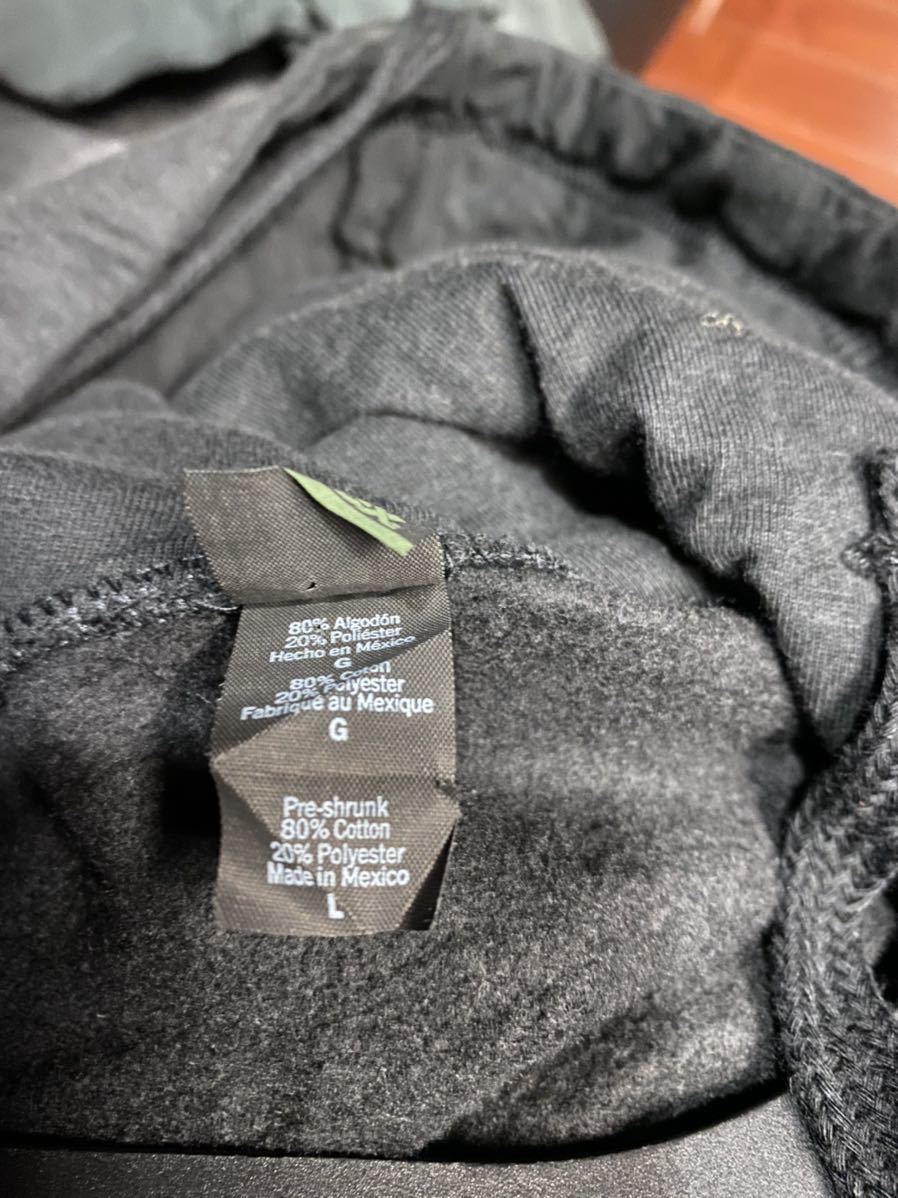 80% Algodón
20% Poliéster
Hecho en México
G
80% Coton
20% Polyester
Fabrique au Mexique
G
Pre-shrunk
80% Cotton
20% Polyester
Made in Mexico
L